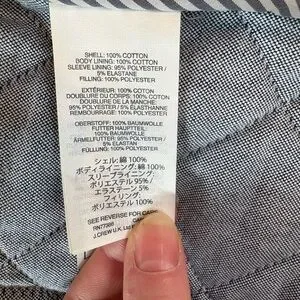 SHELL: 100% COTTON
BODY LINING: 100% COTTON
SLEEVE LINING: 95% POLYESTER /
5% ELASTANE
FILLING: 100% POLYESTER
EXTÉRIEUR: 100% COTON
DOUBLURE DU CORPS: 100% COTON
DOUBLURE DE LA MANCHE:
95% POLYESTER / 5% ÉLASTHANNE
REMBOURRAGE: 100% POLYESTER
OBERSTOFF: 100% BAUMWOLLE
FUTTER HAUPTTEIL:
100% BAUMWOLLE
ÄRMELFUTTER: 95% POLYESTER /
5% ELASTAN
FÜLLUNG: 100% POLYESTER
シェル: 綿 100%
ボディライニング: 綿 100%
スリーブライニング:
ポリエステル 95% /
エラステーン 5%
フィリング:
ポリエステル 100%
SEE REVERSE FOR CARE
RN77388
J.CREW U.K. Ltd